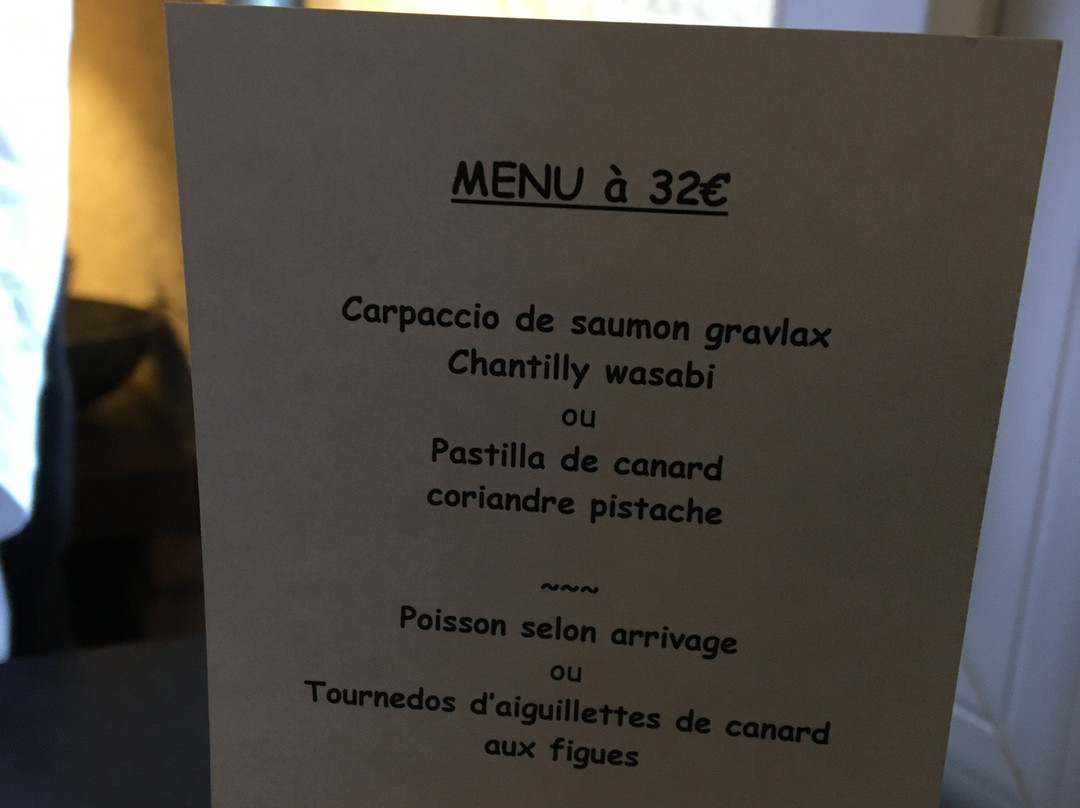 MENU à 32€
Carpaccio de saumon gravlax
Chantilly wasabi
ou
Pastilla de canard
coriandre pistache
~~~
Poisson selon arrivage
ou
Tournedos d'aiguillettes de canard
aux figues